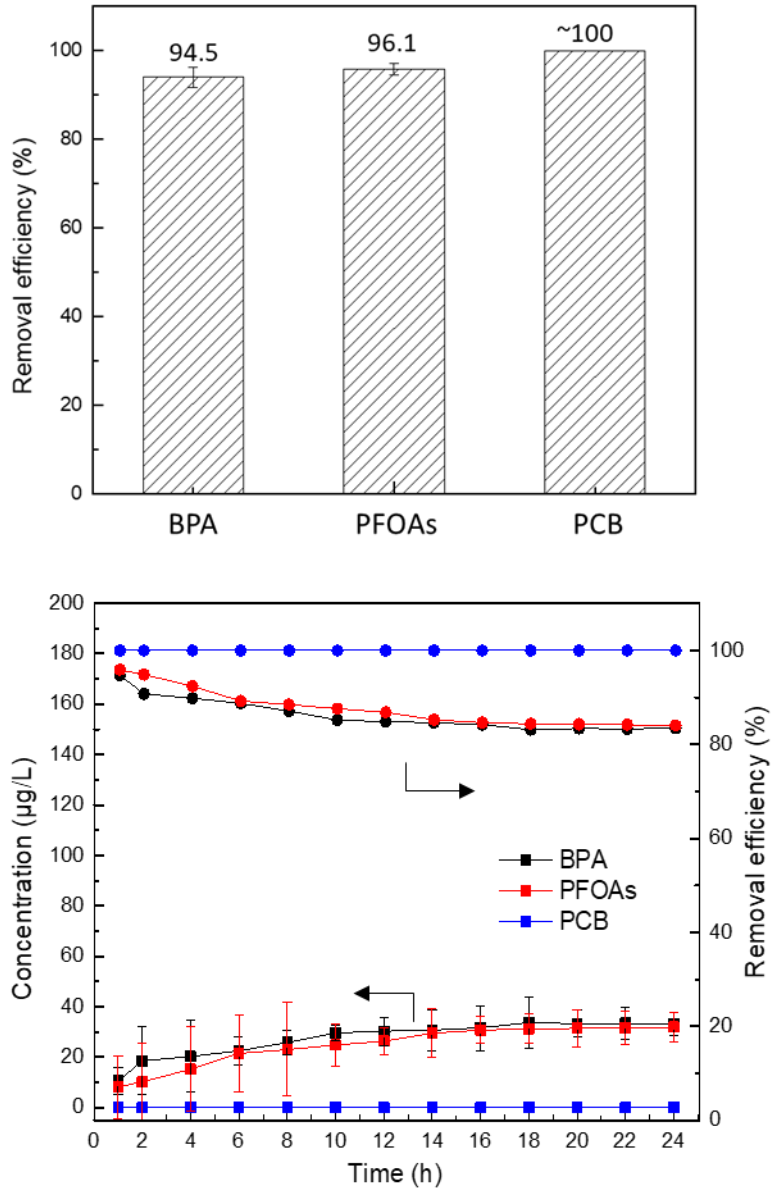 Removal efficiency (%)
100
80
60
40
20
0
94.5
96.1
~100
BPA
PFOAs
PCB
Concentration (µg/L)
200
180
160
140
120
100
80
60
40
20
0
BPA
PFOAs
PCB
100
80
60
40
20
0
Removal efficiency (%)
0 2 4 6 8 10 12 14 16 18 20 22 24
Time (h)